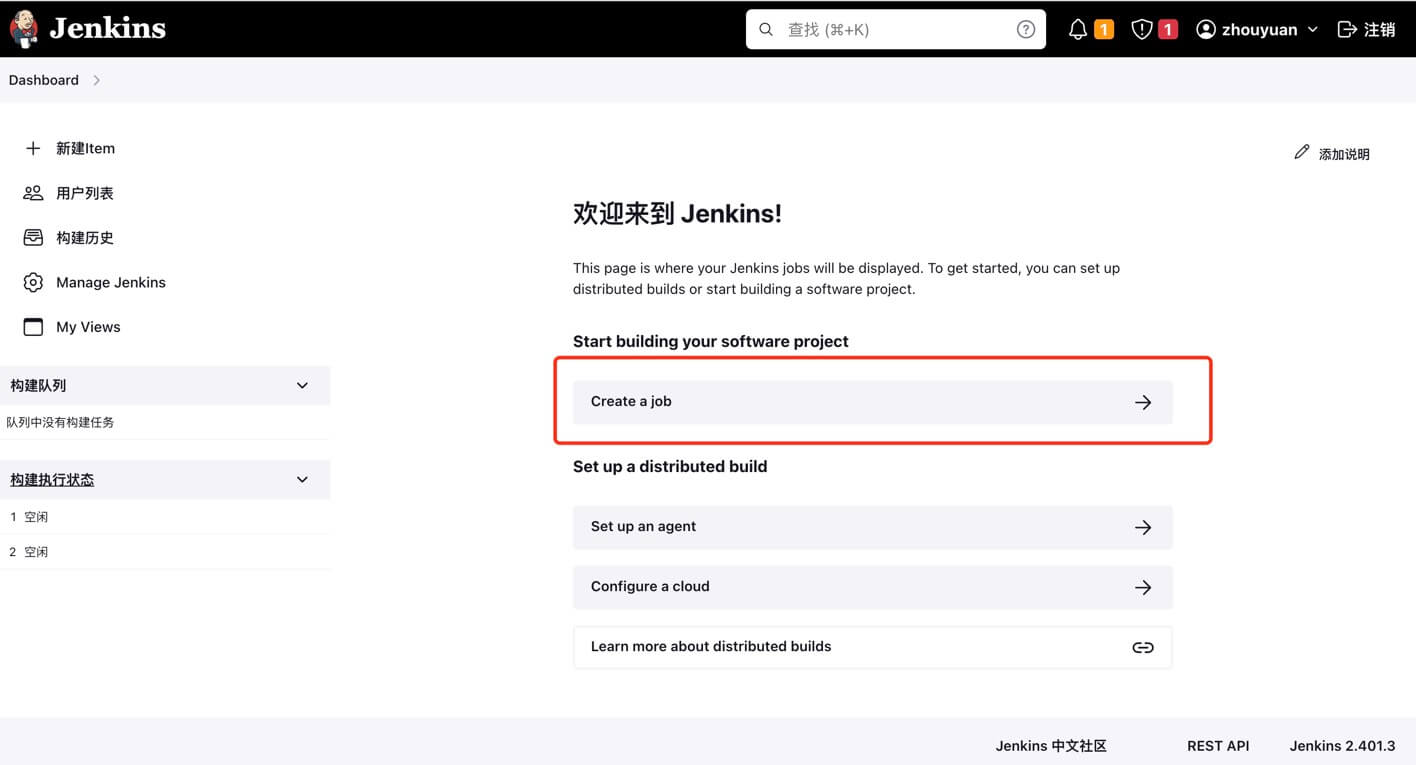 Jenkins
查找 (⌘+K)
1
1
zhouyuan
注销
Dashboard
新建Item
用户列表
构建历史
Manage Jenkins
My Views
构建队列
队列中没有构建任务
构建执行状态
1 空闲
2 空闲
添加说明
欢迎来到 Jenkins!
This page is where your Jenkins jobs will be displayed. To get started, you can set up
distributed builds or start building a software project.
Start building your software project
Create a job
Set up a distributed build
Set up an agent
Configure a cloud
Learn more about distributed builds
Jenkins 中文社区
REST API
Jenkins 2.401.3